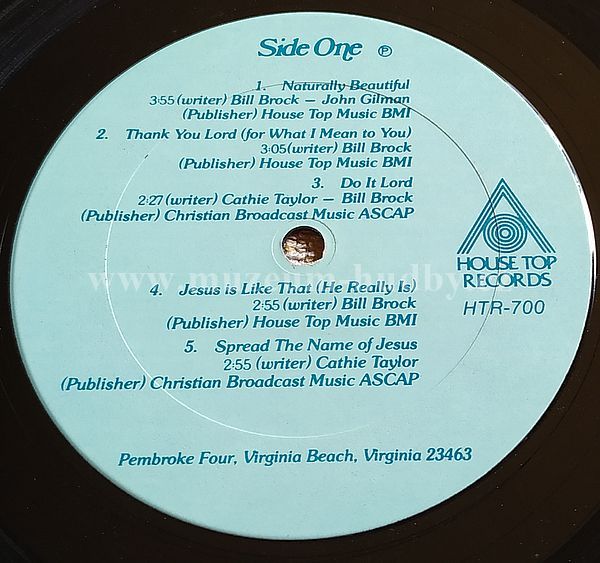 Side One ℗
1. Naturally Beautiful
3:55 (writer) Bill Brock — John Gilman
(Publisher) House Top Music BMI
2. Thank You Lord (for What I Mean to You)
3:05 (writer) Bill Brock
(Publisher) House Top Music BMI
3. Do It Lord
2:27 (writer) Cathie Taylor — Bill Brock
(Publisher) Christian Broadcast Music ASCAP
HOUSE TOP
RECORDS
HTR-700
www.muzeum-hudby
4. Jesus is Like That (He Really Is)
2:55 (writer) Bill Brock
(Publisher) House Top Music BMI
5. Spread The Name of Jesus
2:55 (writer) Cathie Taylor
(Publisher) Christian Broadcast Music ASCAP
Pembroke Four, Virginia Beach, Virginia 23463